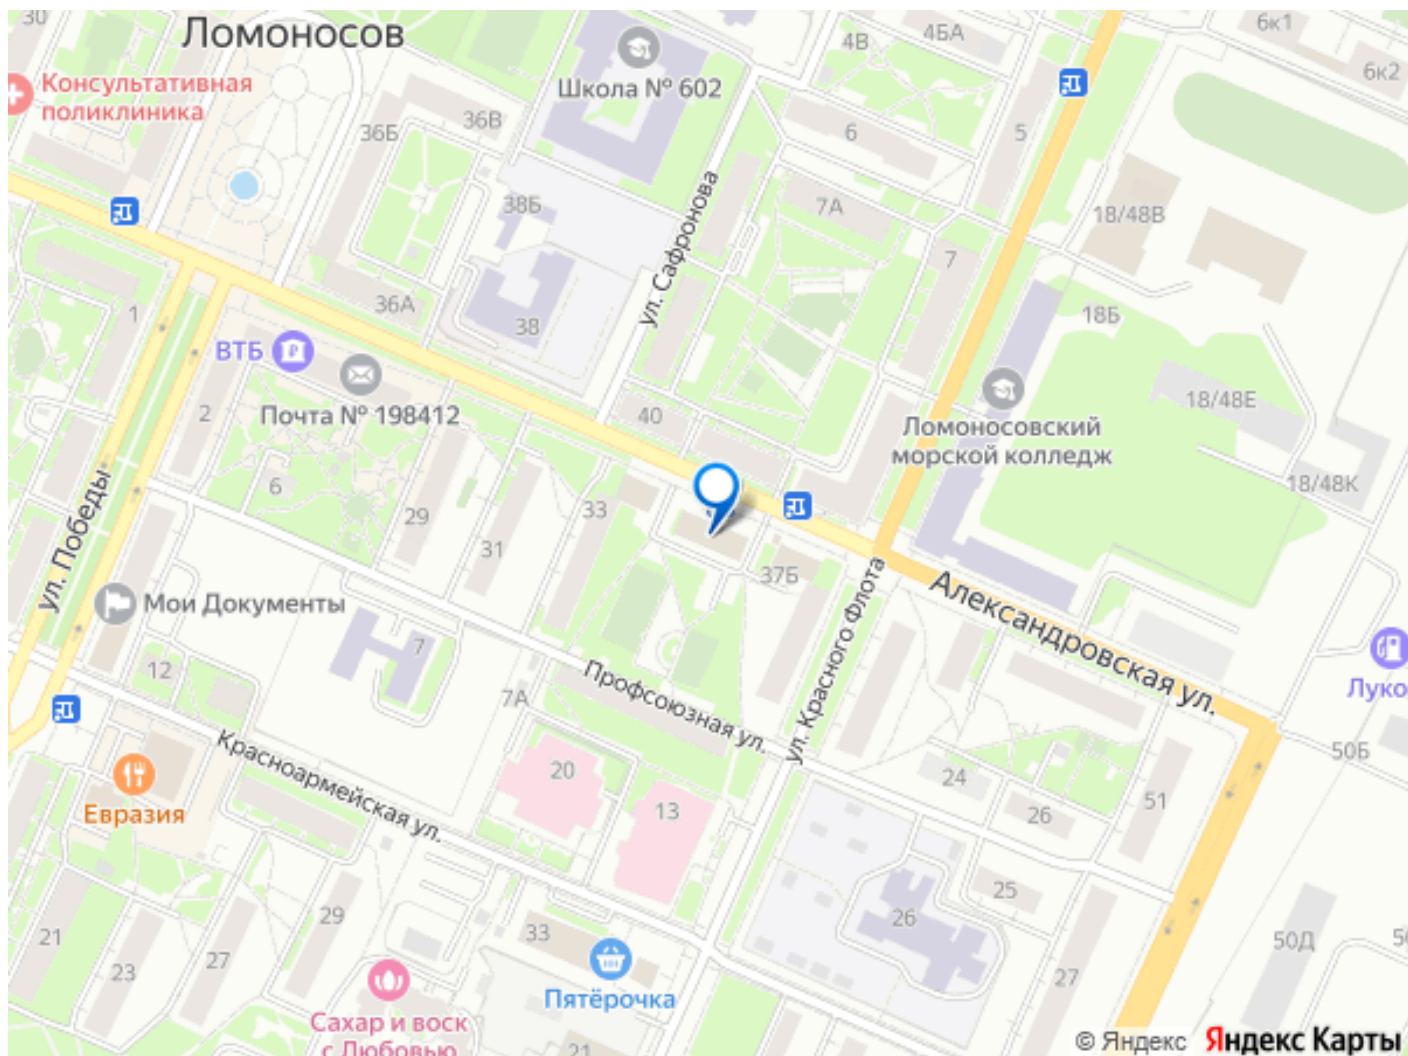 30
Ломоносов
Консультативная
поликлиника
36Б
36В
Школа № 602
4В
4БА
6к1
6к2
6
5
38Б
ул. Сафронова
7А
18/48В
7
1
36А
38
18Б
ВТБ
Почта № 198412
2
40
Ломоносовский
морской колледж
18/48Е
18/48К
6
29
33
31
ул. Победы
37Б
Мои Документы
Александровская ул.
ул. Красного Флота
7
12
7А
Профсоюзная ул.
Луко
Красноармейская ул.
50Б
20
24
13
26
51
Евразия
25
29
26
33
21
23
27
27
50Д
50
Пятёрочка
Сахар и воск
с Любовью
21
© Яндекс Яндекс Карты